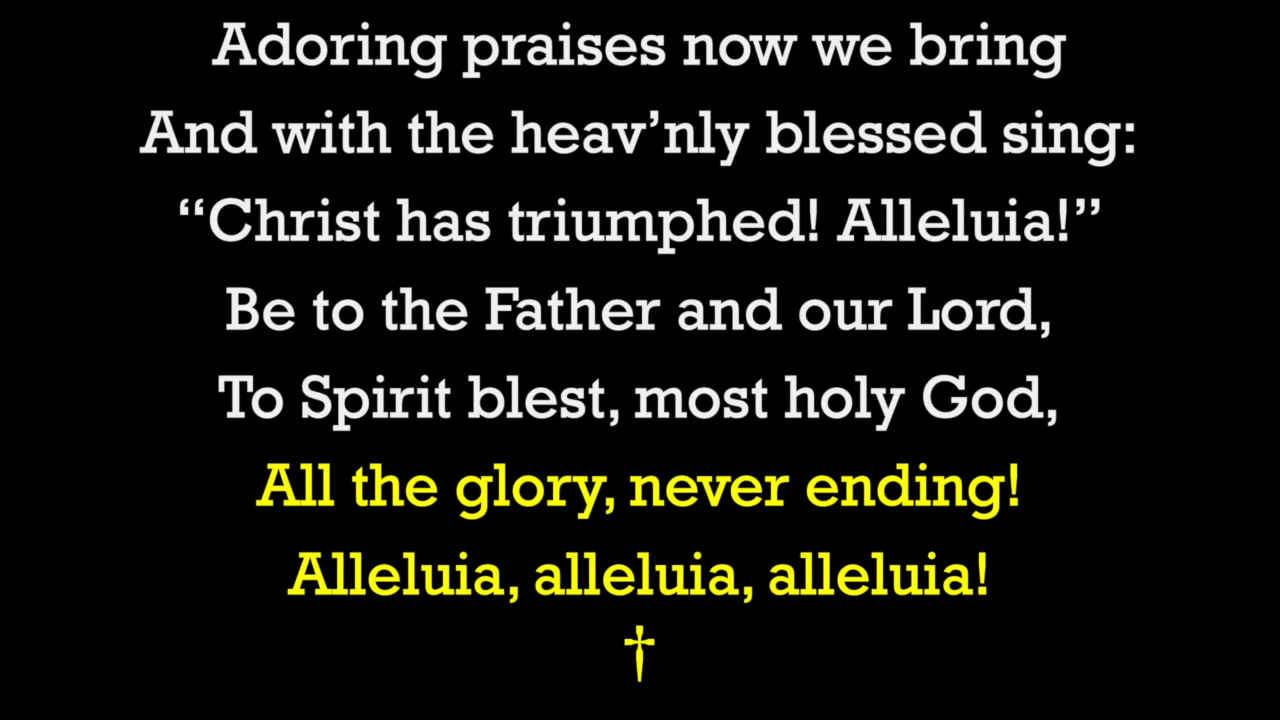 Adoring praises now we bring
And with the heav’nly blessed sing:
“Christ has triumphed! Alleluia!”
Be to the Father and our Lord,
To Spirit blest, most holy God,
All the glory, never ending!
Alleluia, alleluia, alleluia!
†